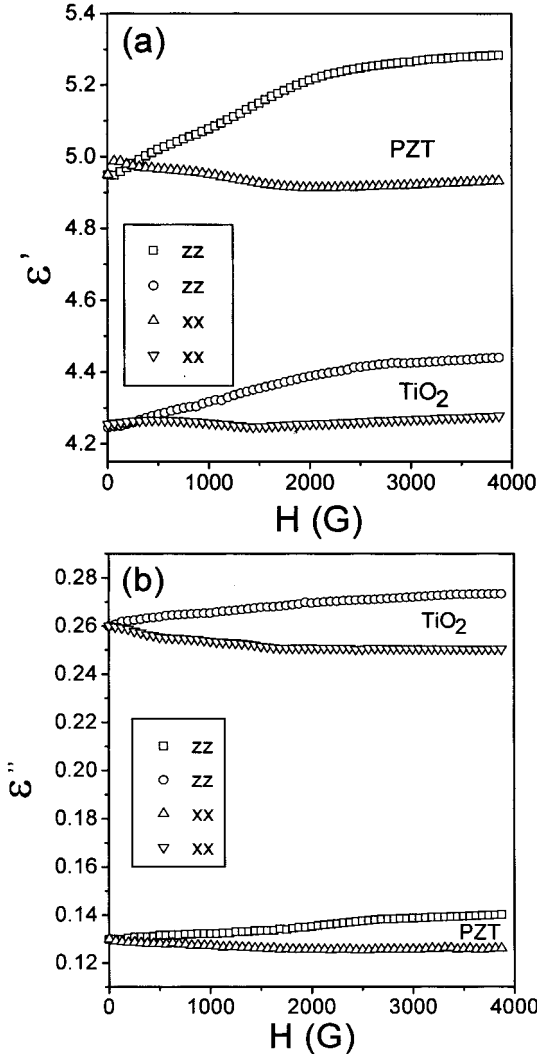 (a)
5.4
5.2
5.0
4.8
4.6
4.4
4.2
ε'
PZT
zz
zz
xx
xx
TiO₂
0 1000 2000 3000 4000
H (G)
(b)
0.28
0.26
0.24
0.22
0.20
0.18
0.16
0.14
0.12
ε"
TiO₂
zz
zz
xx
xx
PZT
0 1000 2000 3000 4000
H (G)